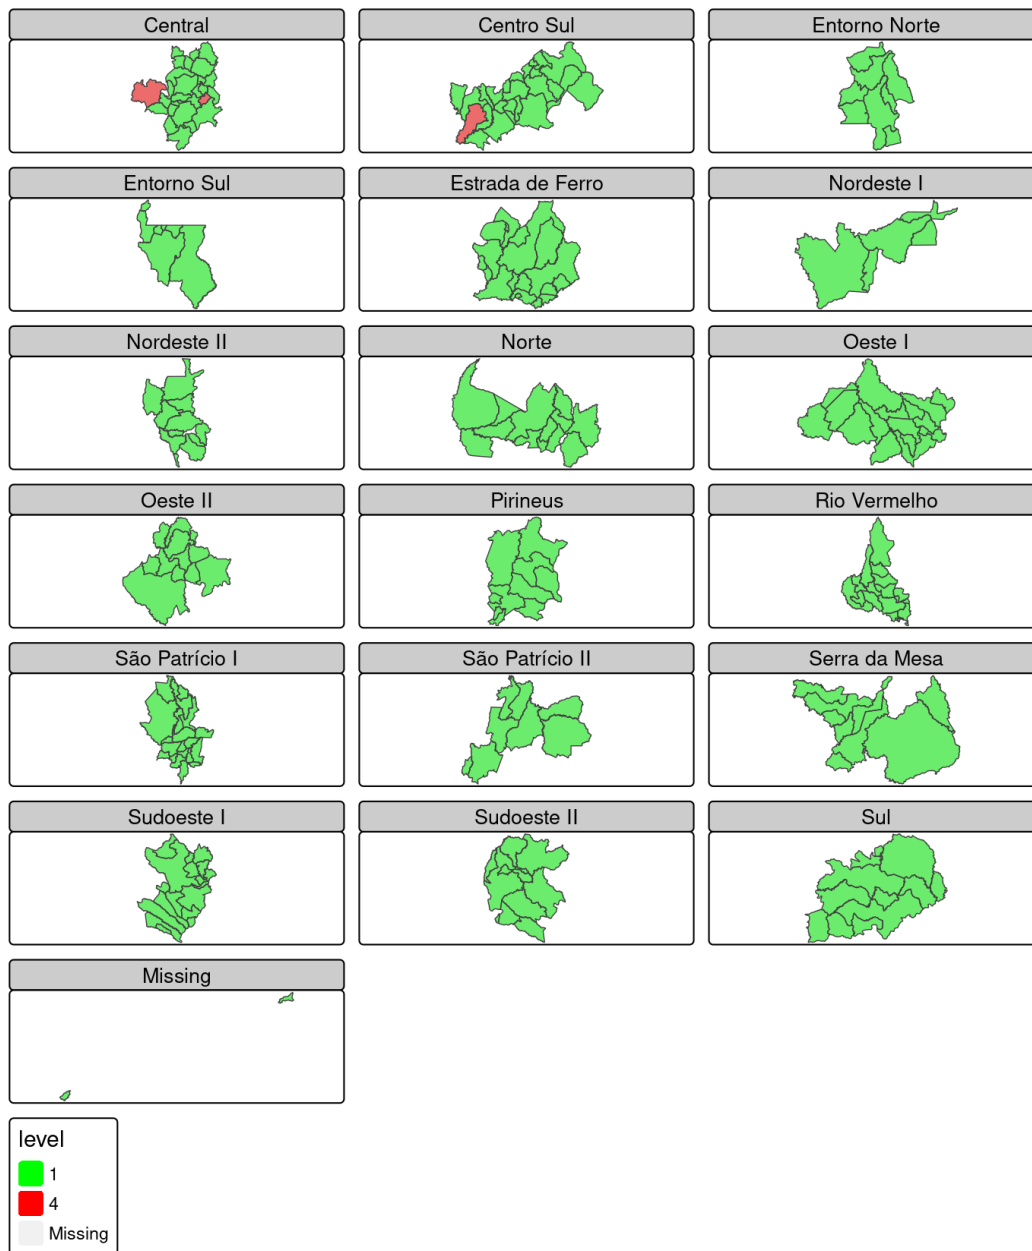 Central
Centro Sul
Entorno Norte
Entorno Sul
Estrada de Ferro
Nordeste I
Nordeste II
Norte
Oeste I
Oeste II
Pirineus
Rio Vermelho
São Patrício I
São Patrício II
Serra da Mesa
Sudoeste I
Sudoeste II
Sul
Missing
level
1
4
Missing